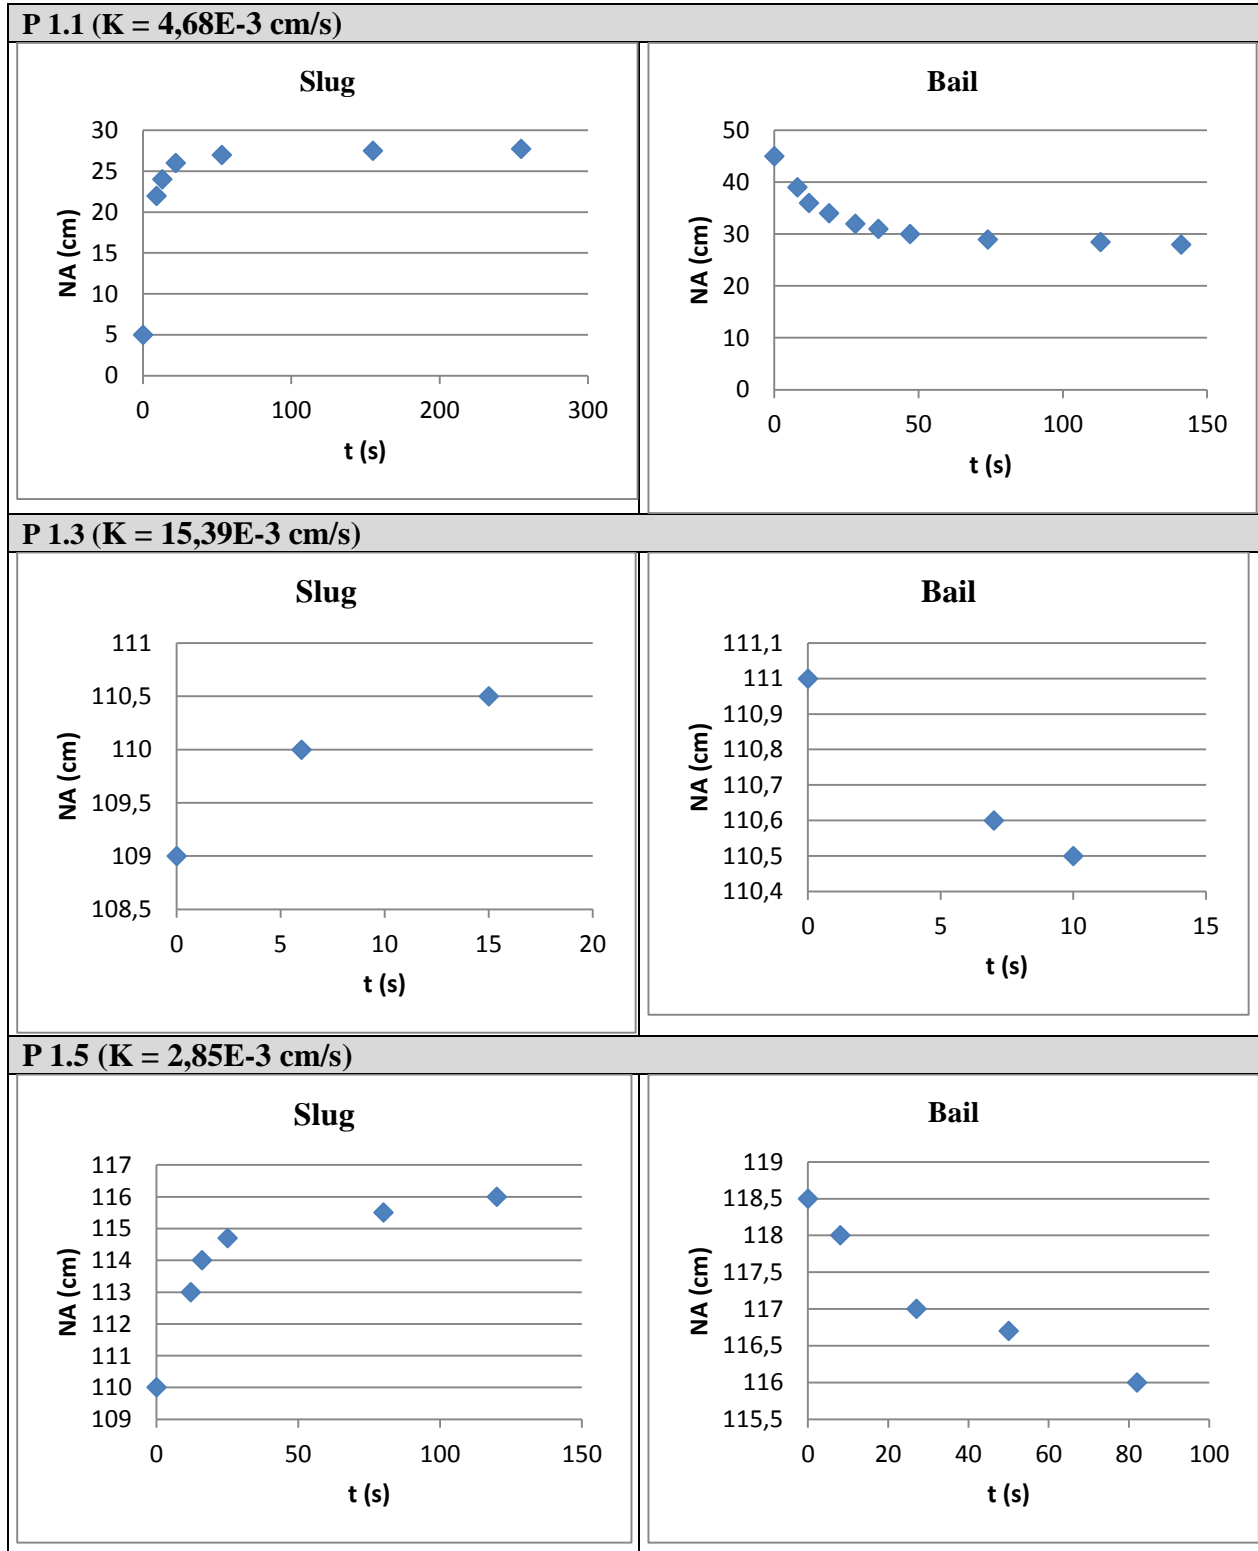 P 1.1 (K = 4,68E-3 cm/s)
Slug
30
25
20
15
10
5
0
NA (cm)
0 100 200 300
t (s)
Bail
50
40
30
20
10
0
NA (cm)
0 50 100 150
t (s)
P 1.3 (K = 15,39E-3 cm/s)
Slug
111
110,5
110
109,5
109
108,5
NA (cm)
0 5 10 15 20
t (s)
Bail
111,1
111
110,9
110,8
110,7
110,6
110,5
110,4
NA (cm)
0 5 10 15
t (s)
P 1.5 (K = 2,85E-3 cm/s)
Slug
117
116
115
114
113
112
111
110
109
NA (cm)
0 50 100 150
t (s)
Bail
119
118,5
118
117,5
117
116,5
116
115,5
NA (cm)
0 20 40 60 80 100
t (s)